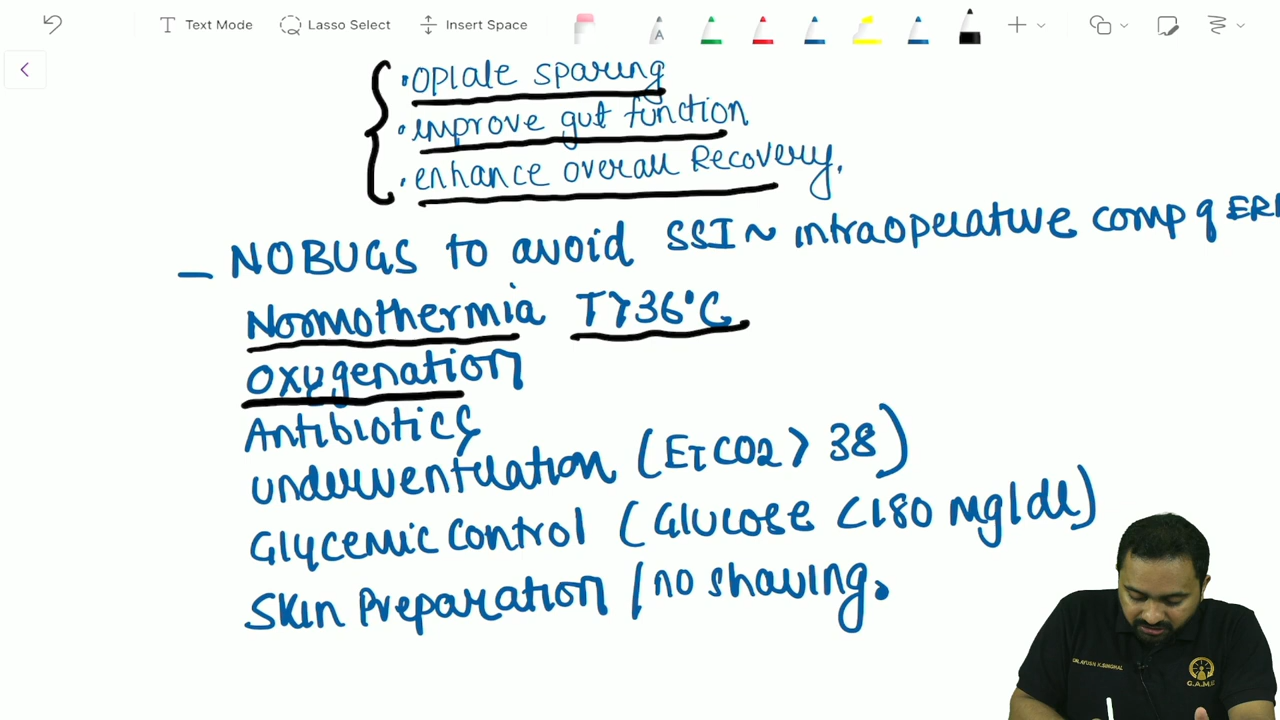 Text Mode Lasso Select Insert Space
A
• opiate sparing
• improve gut function
• enhance overall Recovery.
– NOBUGS to avoid SSI ~ intraoperative comp of
Normothermia T>36°C
Oxygenation
Antibiotics
Underventilation (ETCO2 > 38)
Glycemic Control (Glucose <180 mg/dl)
Skin Preparation / no shaving.
G.A.M.